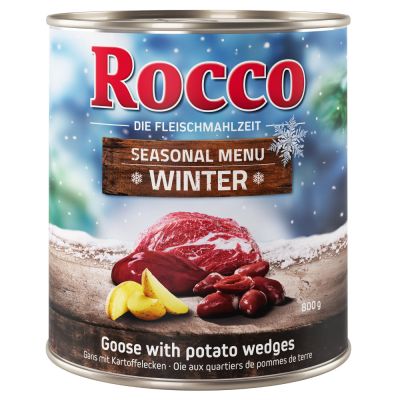 ROCCO
DIE FLEISCHMAHLZEIT
SEASONAL MENU
WINTER
800 g
Goose with potato wedges
Gans mit Kartoffelecken · Oie aux quartiers de pommes de terre